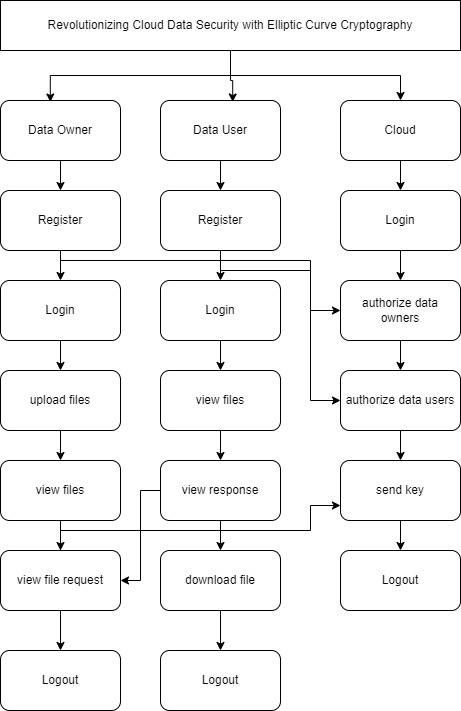 Revolutionizing Cloud Data Security with Elliptic Curve Cryptography
Data Owner
Data User
Cloud
Register
Register
Login
Login
Login
authorize data
owners
upload files
view files
authorize data users
view files
view response
send key
view file request
download file
Logout
Logout
Logout